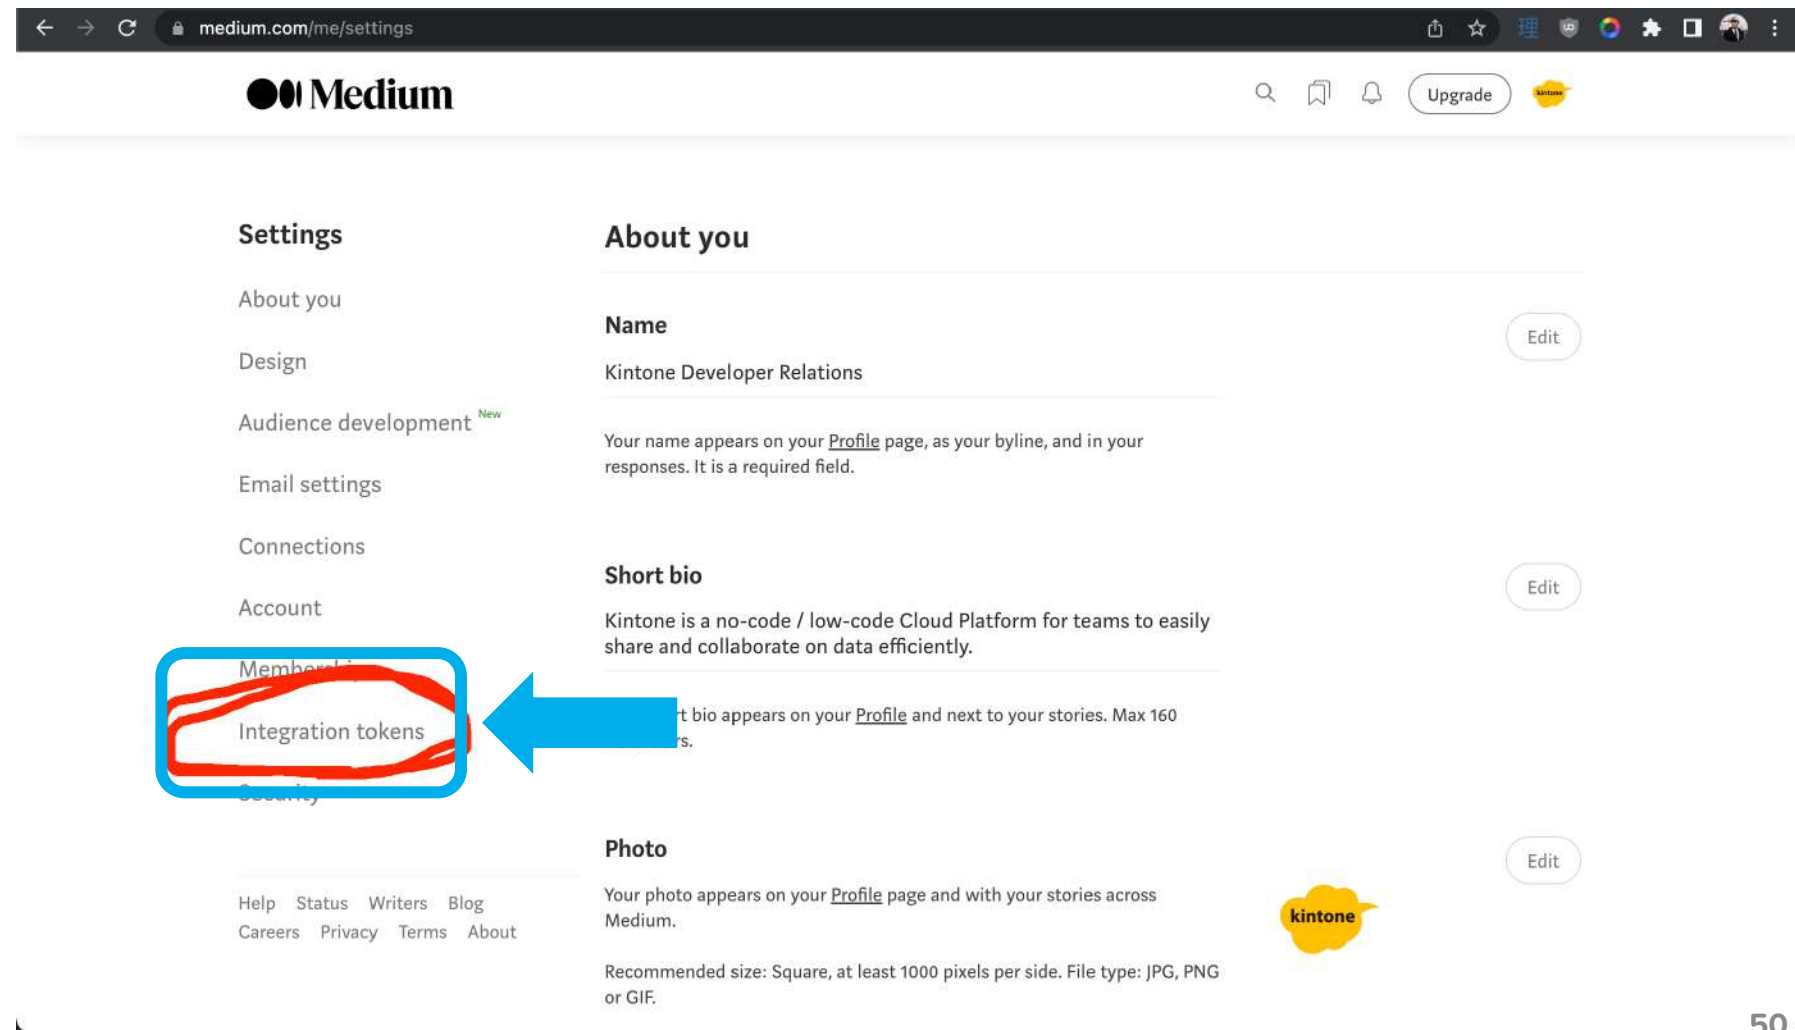 medium.com/me/settings
理
Medium
Upgrade
kintone
Settings
About you
Design
Audience development New
Email settings
Connections
Account
Membership
Integration tokens
Security
Help Status Writers Blog
Careers Privacy Terms About
About you
Name
Edit
Kintone Developer Relations
Your name appears on your Profile page, as your byline, and in your
responses. It is a required field.
Short bio
Edit
Kintone is a no-code / low-code Cloud Platform for teams to easily
share and collaborate on data efficiently.
bio appears on your Profile and next to your stories. Max 160
Photo
Edit
Your photo appears on your Profile page and with your stories across
Medium.
kintone
Recommended size: Square, at least 1000 pixels per side. File type: JPG, PNG
or GIF.
50